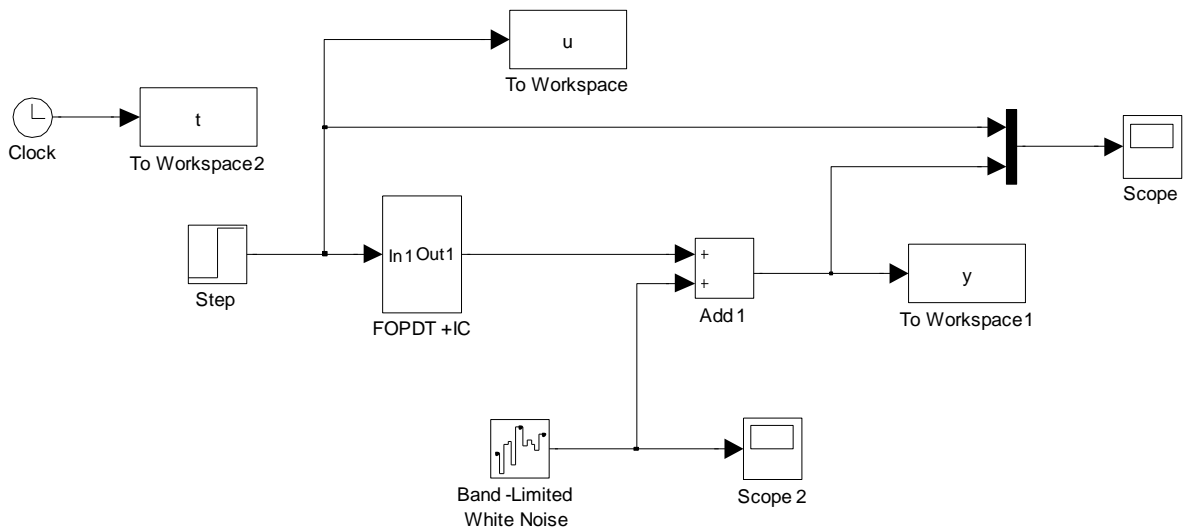 u
To Workspace
t
Clock
To Workspace2
Scope
In1 Out1
+
+
y
Step
Add1
To Workspace1
FOPDT +IC
Band -Limited
White Noise
Scope 2